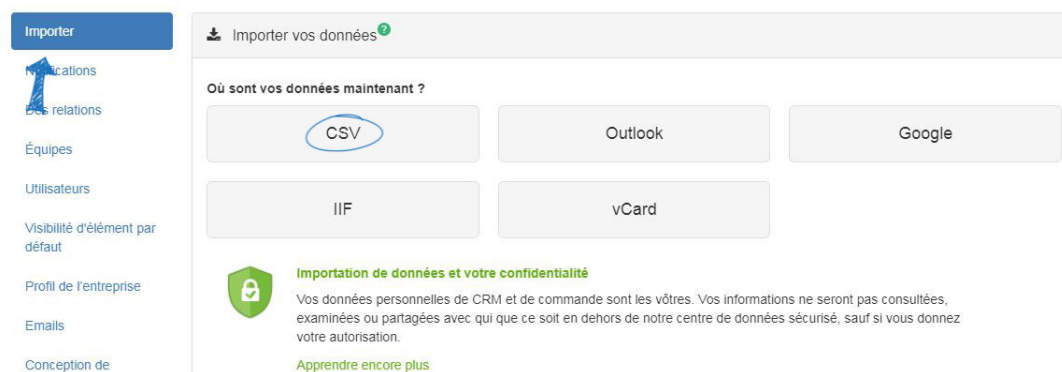 Importer
Notifications
Des relations
Équipes
Utilisateurs
Visibilité d'élément par
défaut
Profil de l'entreprise
Emails
Conception de
Importer vos données?
Où sont vos données maintenant ?
CSV
Outlook
Google
IIF
vCard
Importation de données et votre confidentialité
Vos données personnelles de CRM et de commande sont les vôtres. Vos informations ne seront pas consultées,
examinées ou partagées avec qui que ce soit en dehors de notre centre de données sécurisé, sauf si vous donnez
votre autorisation.
Apprendre encore plus